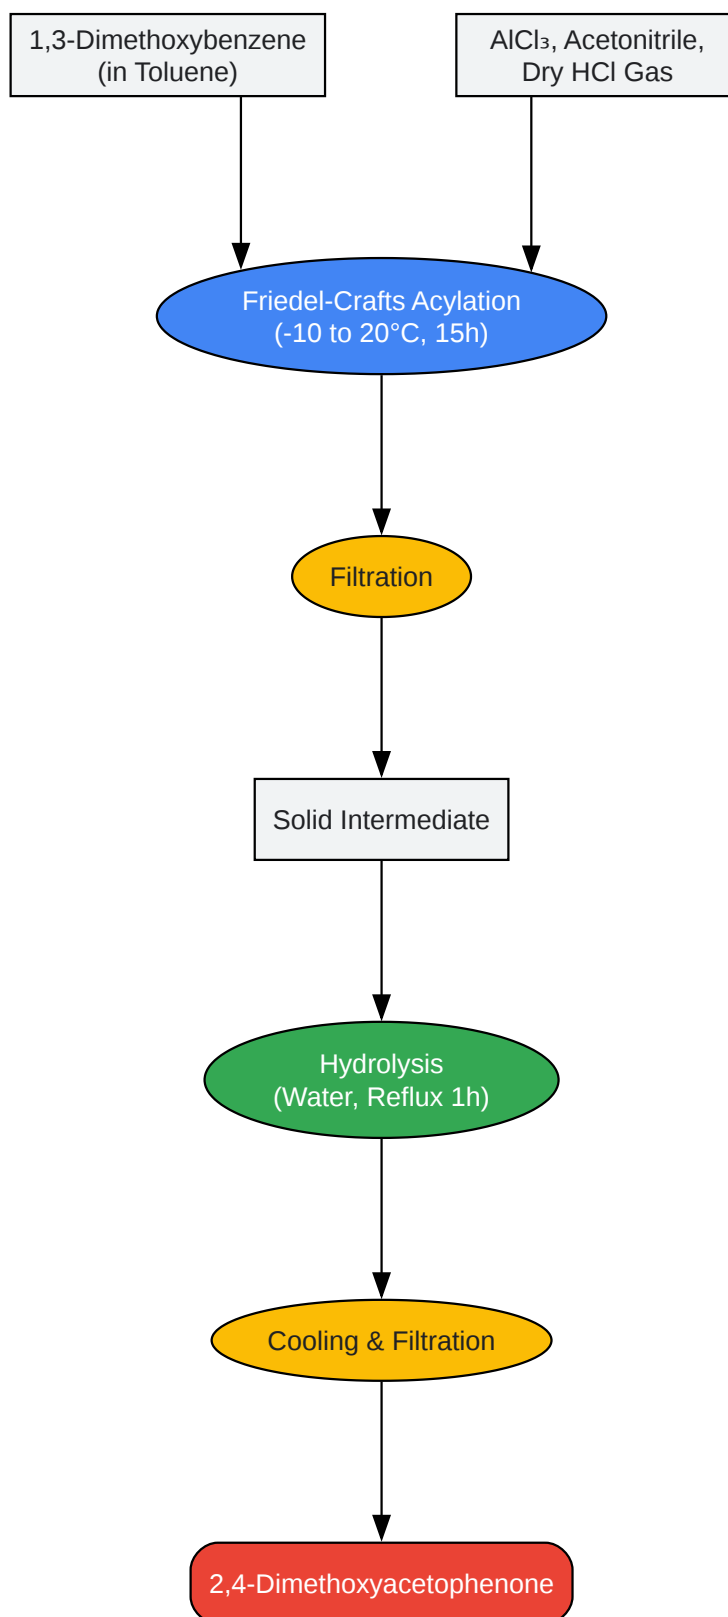 1,3-Dimethoxybenzene
(in Toluene)
AlCl₃, Acetonitrile,
Dry HCl Gas
Friedel-Crafts Acylation
(-10 to 20°C, 15h)
Filtration
Solid Intermediate
Hydrolysis
(Water, Reflux 1h)
Cooling & Filtration
2,4-Dimethoxyacetophenone